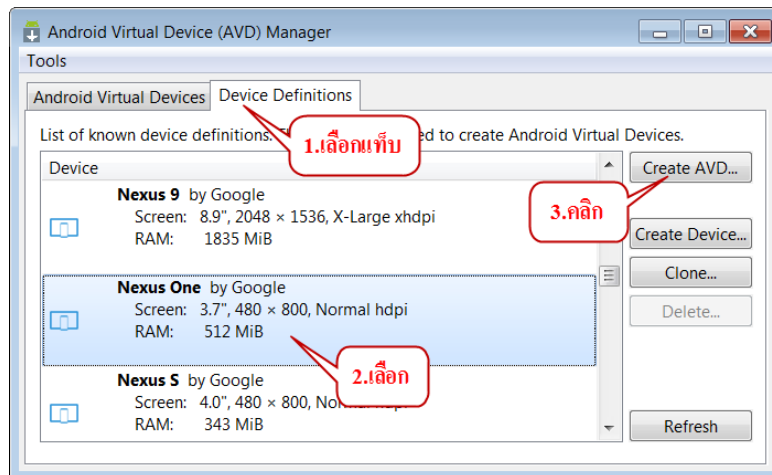 Android Virtual Device (AVD) Manager
Tools
Android Virtual Devices
Device Definitions
List of known device definitions. ed to create Android Virtual Devices.
1.เลือกแท็บ
Device
Create AVD...
Nexus 9 by Google
Screen: 8.9", 2048 × 1536, X-Large xhdpi
RAM: 1835 MiB
3.คลิก
Create Device...
Nexus One by Google
Screen: 3.7", 480 × 800, Normal hdpi
RAM: 512 MiB
Clone...
Delete...
2.เลือก
Nexus S by Google
Screen: 4.0", 480 × 800,
RAM: 343 MiB
Refresh